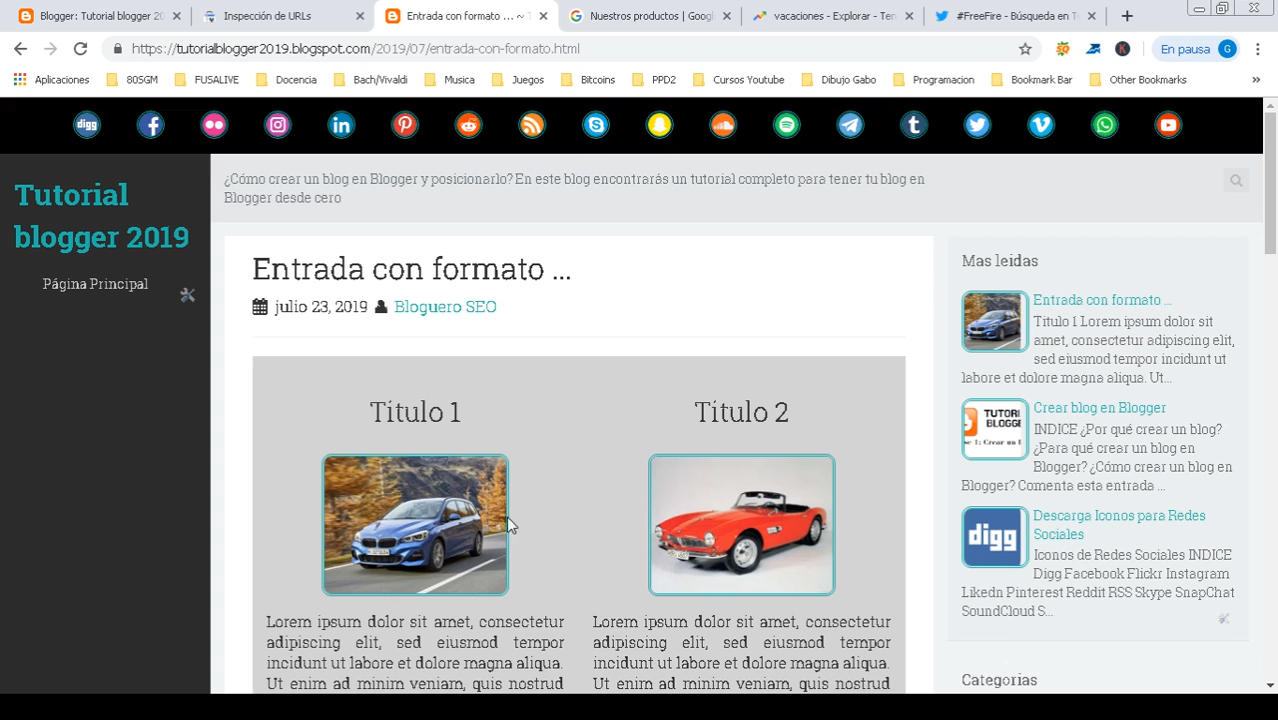 Blogger: Tutorial blogger 20
Inspección de URLs
Entrada con formato ... ~ T
Nuestros productos | Googl
vacaciones - Explorar - Ten
#FreeFire - Búsqueda en T
https://tutorialblogger2019.blogspot.com/2019/07/entrada-con-formato.html
En pausa G
Aplicaciones 80SGM FUSALIVE Docencia Bach/Vivaldi Musica Juegos Bitcoins PPD2 Cursos Youtube Dibujo Gabo Programacion Bookmark Bar Other Bookmarks
digg
Tutorial
blogger 2019
Página Principal
¿Cómo crear un blog en Blogger y posicionarlo? En este blog encontrarás un tutorial completo para tener tu blog en
Blogger desde cero
Entrada con formato ...
julio 23, 2019 Bloguero SEO
Título 1
Título 2
Lorem ipsum dolor sit amet, consectetur
adipiscing elit, sed eiusmod tempor
incidunt ut labore et dolore magna aliqua.
Ut enim ad minim veniam, quis nostrud
Lorem ipsum dolor sit amet, consectetur
adipiscing elit, sed eiusmod tempor
incidunt ut labore et dolore magna aliqua.
Ut enim ad minim veniam, quis nostrud
Mas leidas
Entrada con formato ...
Título 1 Lorem ipsum dolor sit
amet, consectetur adipiscing elit,
sed eiusmod tempor incidunt ut
labore et dolore magna aliqua. Ut...
TUTORI
BLOGGE
Crear blog en Blogger
INDICE ¿Por qué crear un blog?
¿Para qué crear un blog en
Blogger? ¿Cómo crear un blog en
Blogger? Comenta esta entrada ...
digg
Descarga Iconos para Redes
Sociales
Iconos de Redes Sociales INDICE
Digg Facebook Flickr Instagram
Likedn Pinterest Reddit RSS Skype SnapChat
SoundCloud S...
Categorias